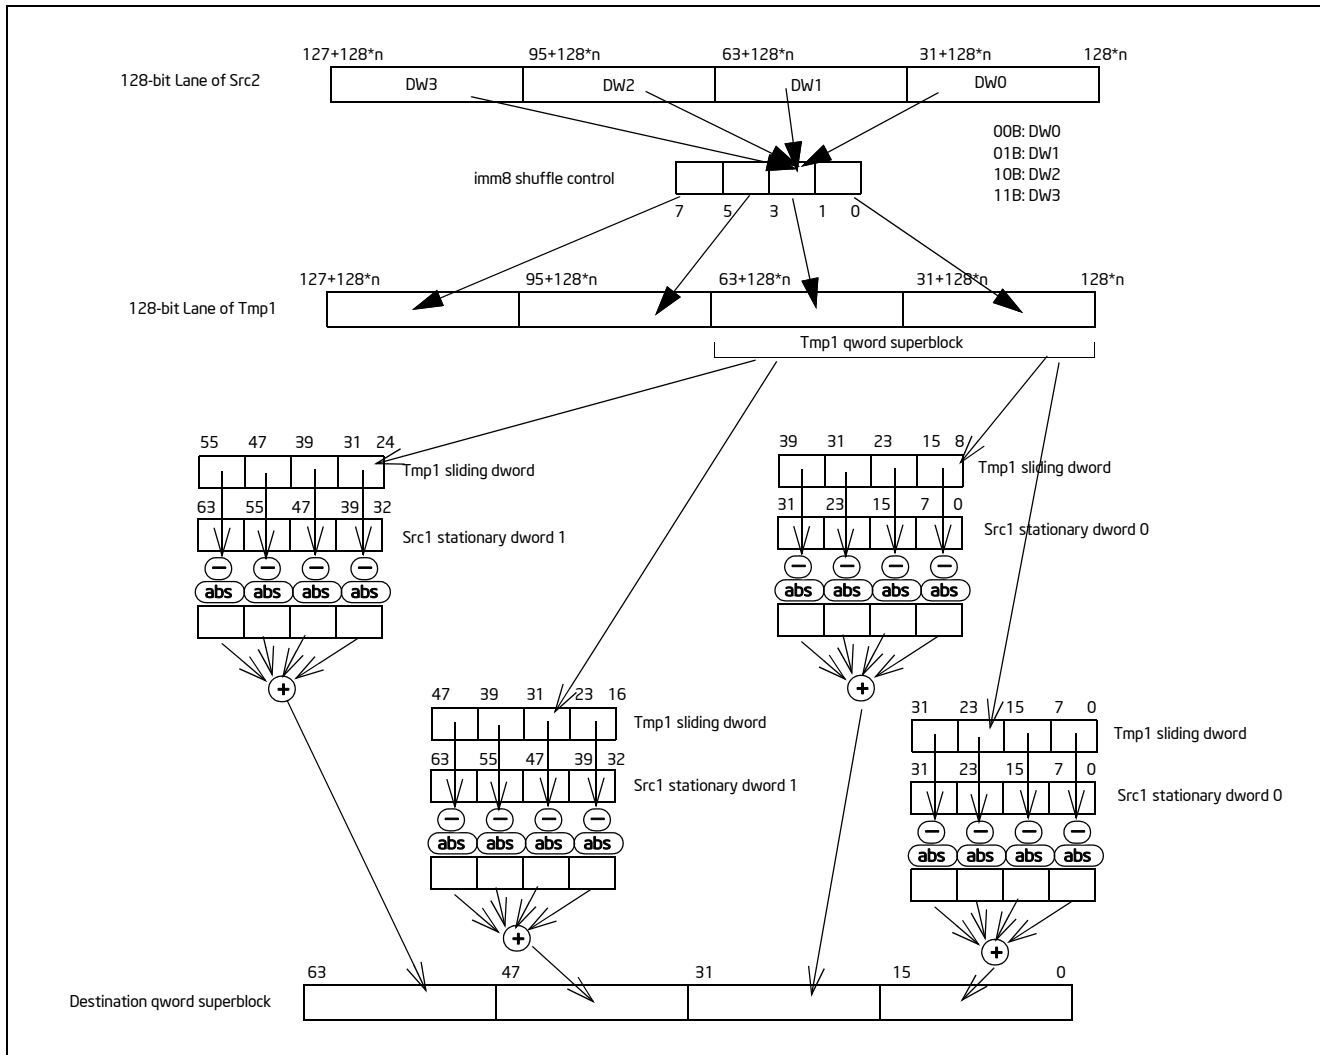 127+128*n 95+128*n 63+128*n 31+128*n 128*n
128-bit Lane of Src2
DW3 DW2 DW1 DW0
00B: DW0
01B: DW1
10B: DW2
11B: DW3
imm8 shuffle control
7 5 3 1 0
127+128*n 95+128*n 63+128*n 31+128*n 128*n
128-bit Lane of Tmp1
Tmp1 qword superblock
55 47 39 31 24
Tmp1 sliding dword
63 55 47 39 32
Src1 stationary dword 1
− − − −
abs abs abs abs
+
39 31 23 15 8
Tmp1 sliding dword
31 23 15 7 0
Src1 stationary dword 0
− − − −
abs abs abs abs
+
47 39 31 23 16
Tmp1 sliding dword
63 55 47 39 32
Src1 stationary dword 1
− − − −
abs abs abs abs
+
31 23 15 7 0
Tmp1 sliding dword
31 23 15 7 0
Src1 stationary dword 0
− − − −
abs abs abs abs
+
63 47 31 15 0
Destination qword superblock